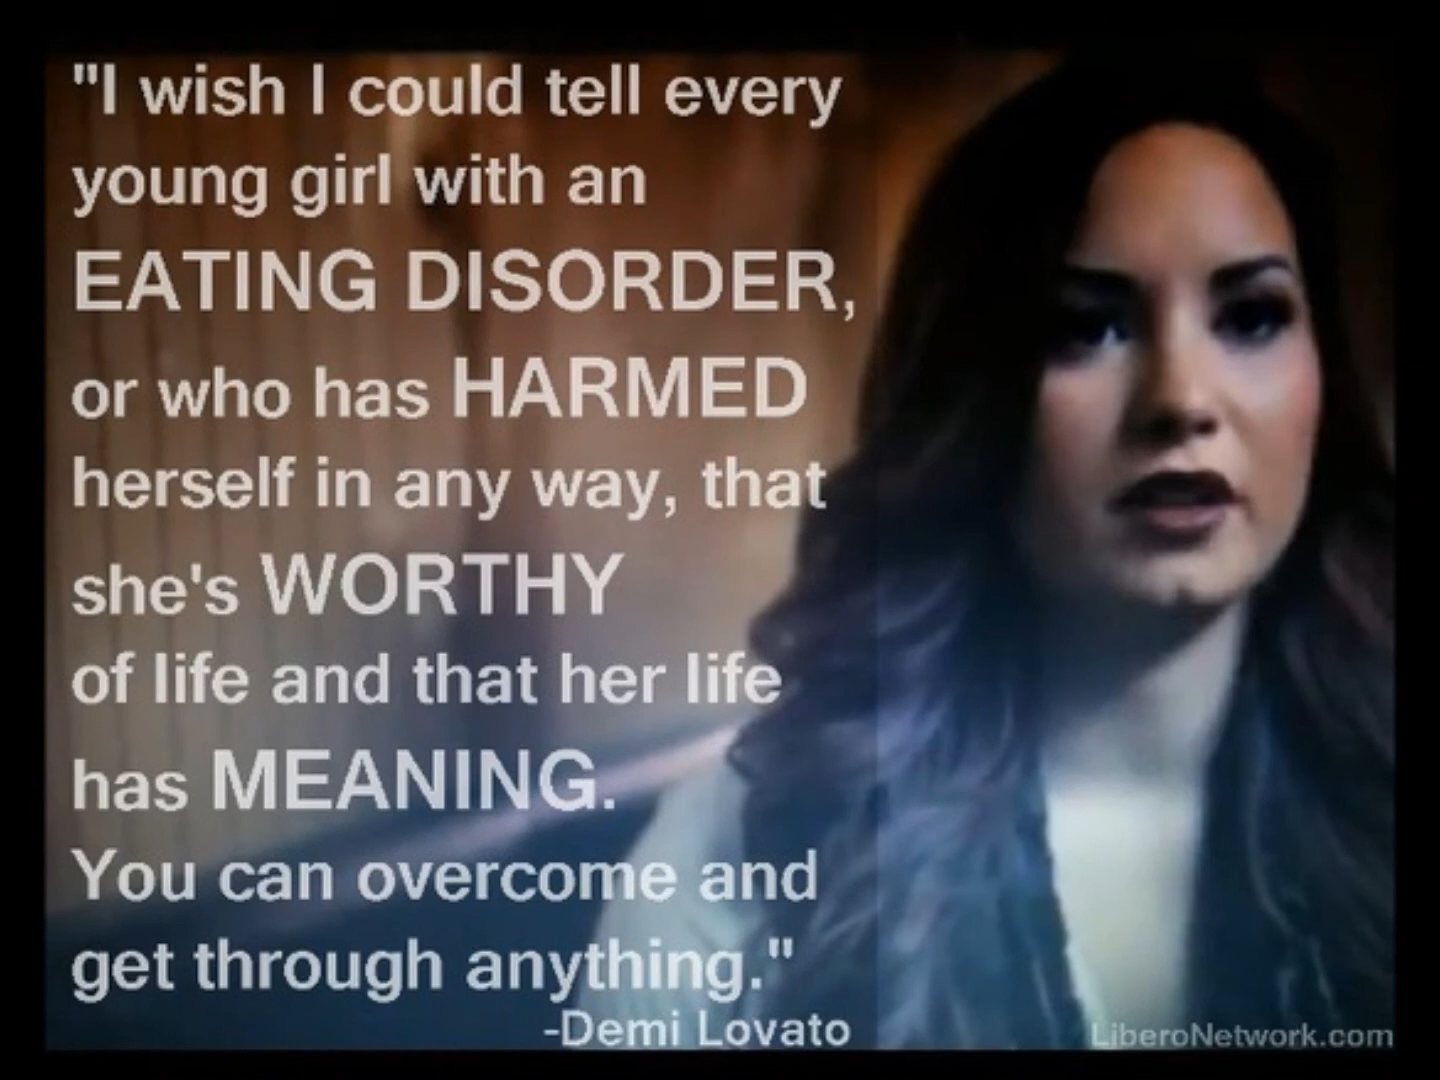 "I wish I could tell every
young girl with an
EATING DISORDER,
or who has HARMED
herself in any way, that
she's WORTHY
of life and that her life
has MEANING.
You can overcome and
get through anything."
-Demi Lovato
LiberoNetwork.com